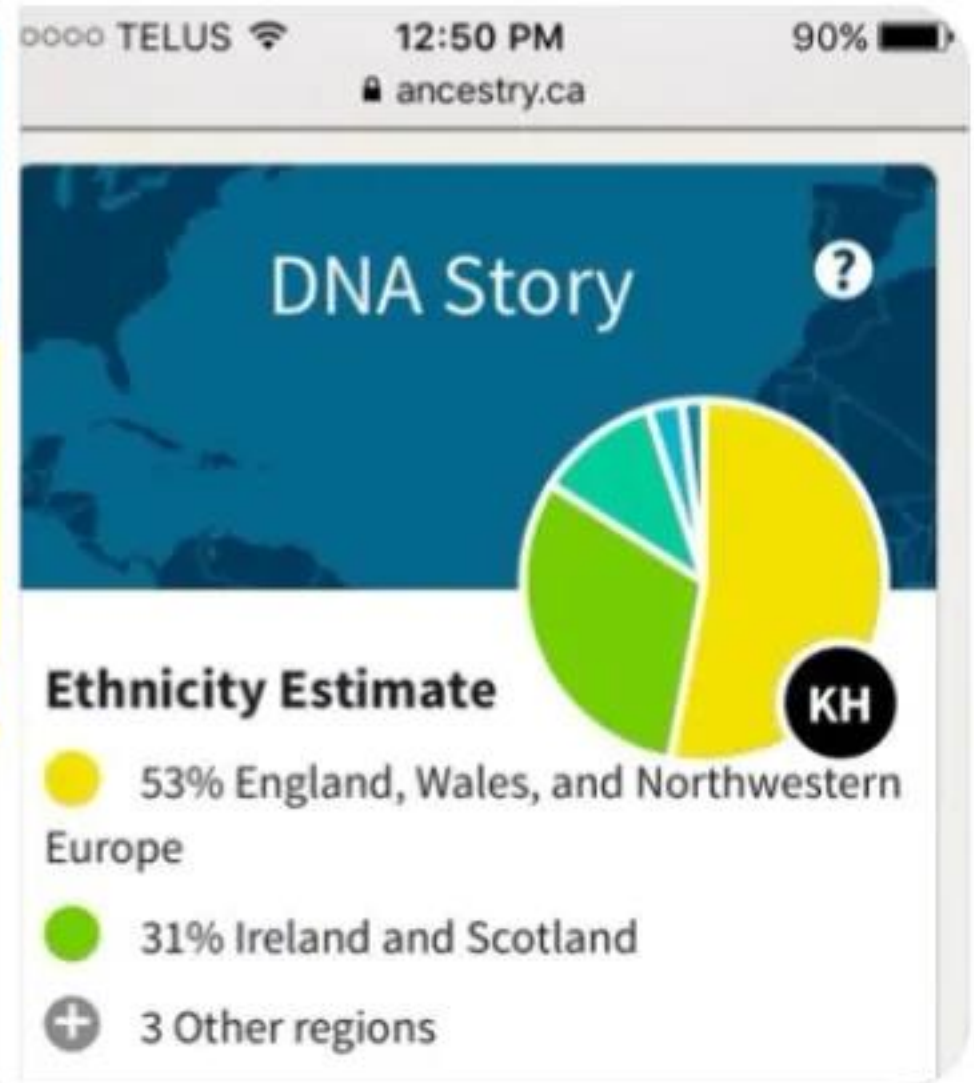 TELUS 12:50 PM 90%
ancestry.ca
DNA Story ?
KH
Ethnicity Estimate
53% England, Wales, and Northwestern
Europe
31% Ireland and Scotland
3 Other regions